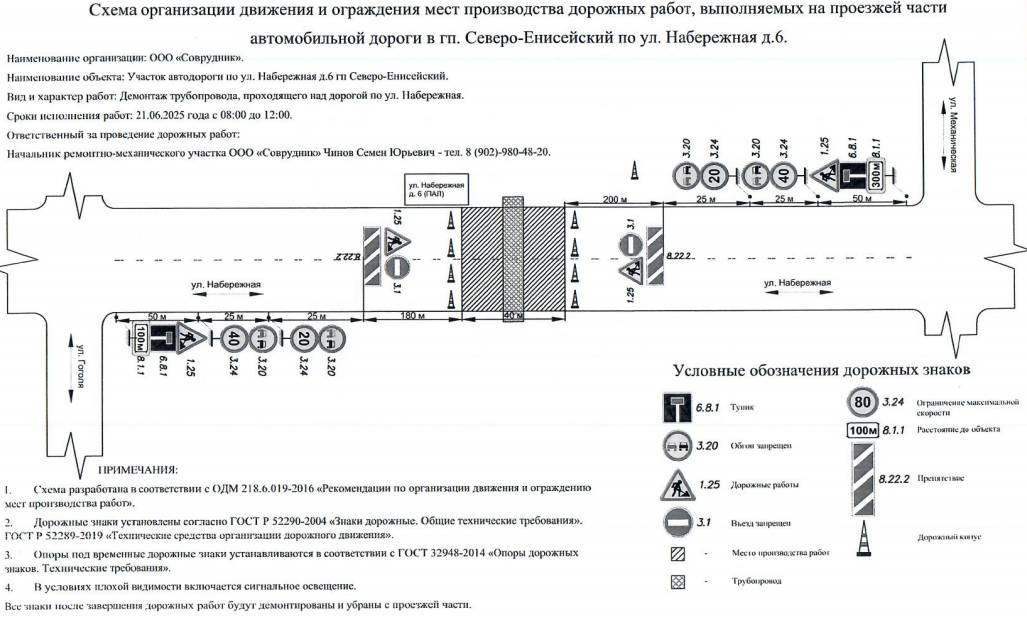 Схема организации движения и ограждения мест производства дорожных работ, выполняемых на проезжей части
автомобильной дороги в гп. Северо-Енисейский по ул. Набережная д.6.
Наименование организации: ООО «Соврудник».
Наименование объекта: Участок автодороги по ул. Набережная д.6 гп Северо-Енисейский.
Вид и характер работ: Демонтаж трубопровода, проходящего над дорогой по ул. Набережная.
Сроки исполнения работ: 21.06.2025 года с 08:00 до 12:00.
Ответственный за проведение дорожных работ:
Начальник ремонтно-механического участка ООО «Соврудник» Чинов Семен Юрьевич - тел. 8 (902)-980-48-20.
ул. Механическая
3.20
3.24
3.20
3.24
1.25
6.8.1
8.1.1
20
40
300м
ул. Набережная
д. 6 (ПАЛ)
200 м
25 м
25 м
50 м
1.25
3.1
8.22.2
3.1
1.25
8.22.2
ул. Набережная
ул. Набережная
50 м
25 м
25 м
180 м
40 м
100м
40
20
8.1.1
6.8.1
1.25
3.24
3.20
3.24
3.20
ул. Гоголя
Условные обозначения дорожных знаков
6.8.1 Тупик
3.20 Обгон запрещен
1.25 Дорожные работы
3.1 Въезд запрещен
- Место производства работ
- Трубопровод
80 3.24 Ограничение максимальной
скорости
100м 8.1.1 Расстояние до объекта
8.22.2 Препятствие
Дорожный конус
ПРИМЕЧАНИЯ:
1. Схема разработана в соответствии с ОДМ 218.6.019-2016 «Рекомендации по организации движения и ограждению
мест производства работ».
2. Дорожные знаки установлены согласно ГОСТ Р 52290-2004 «Знаки дорожные. Общие технические требования».
ГОСТ Р 52289-2019 «Технические средства организации дорожного движения».
3. Опоры под временные дорожные знаки устанавливаются в соответствии с ГОСТ 32948-2014 «Опоры дорожных
знаков. Технические требования».
4. В условиях плохой видимости включается сигнальное освещение.
Все знаки после завершения дорожных работ будут демонтированы и убраны с проезжей части.